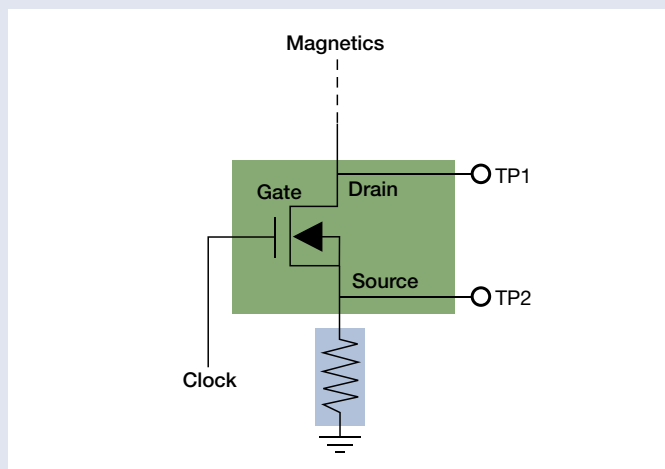 Magnetics
TP1
Gate
Drain
Source
TP2
Clock